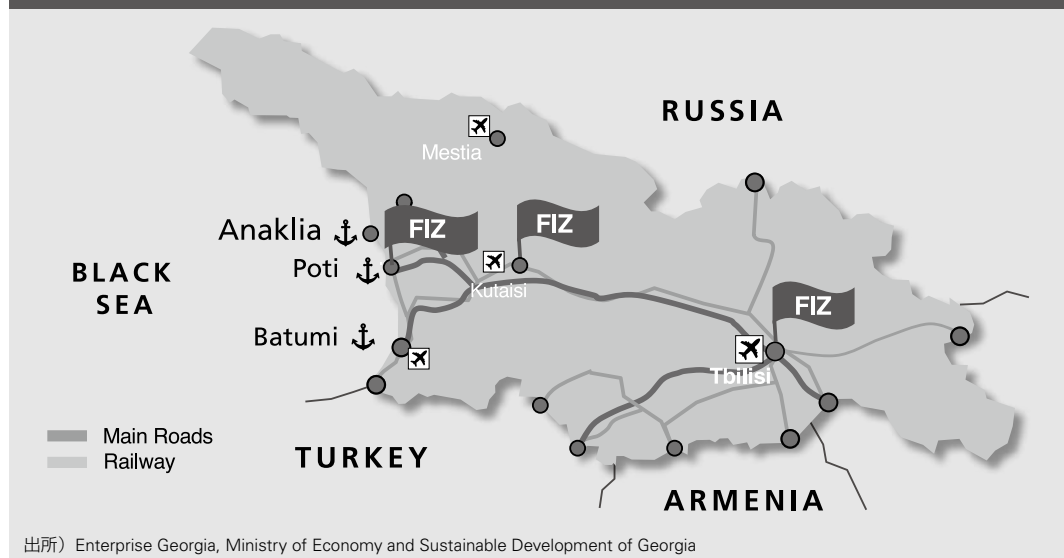 RUSSIA
Mestia
Anaklia
FIZ
FIZ
Poti
BLACK
SEA
Kutaisi
FIZ
Batumi
Tbilisi
Main Roads
Railway
TURKEY
ARMENIA
出所）Enterprise Georgia, Ministry of Economy and Sustainable Development of Georgia